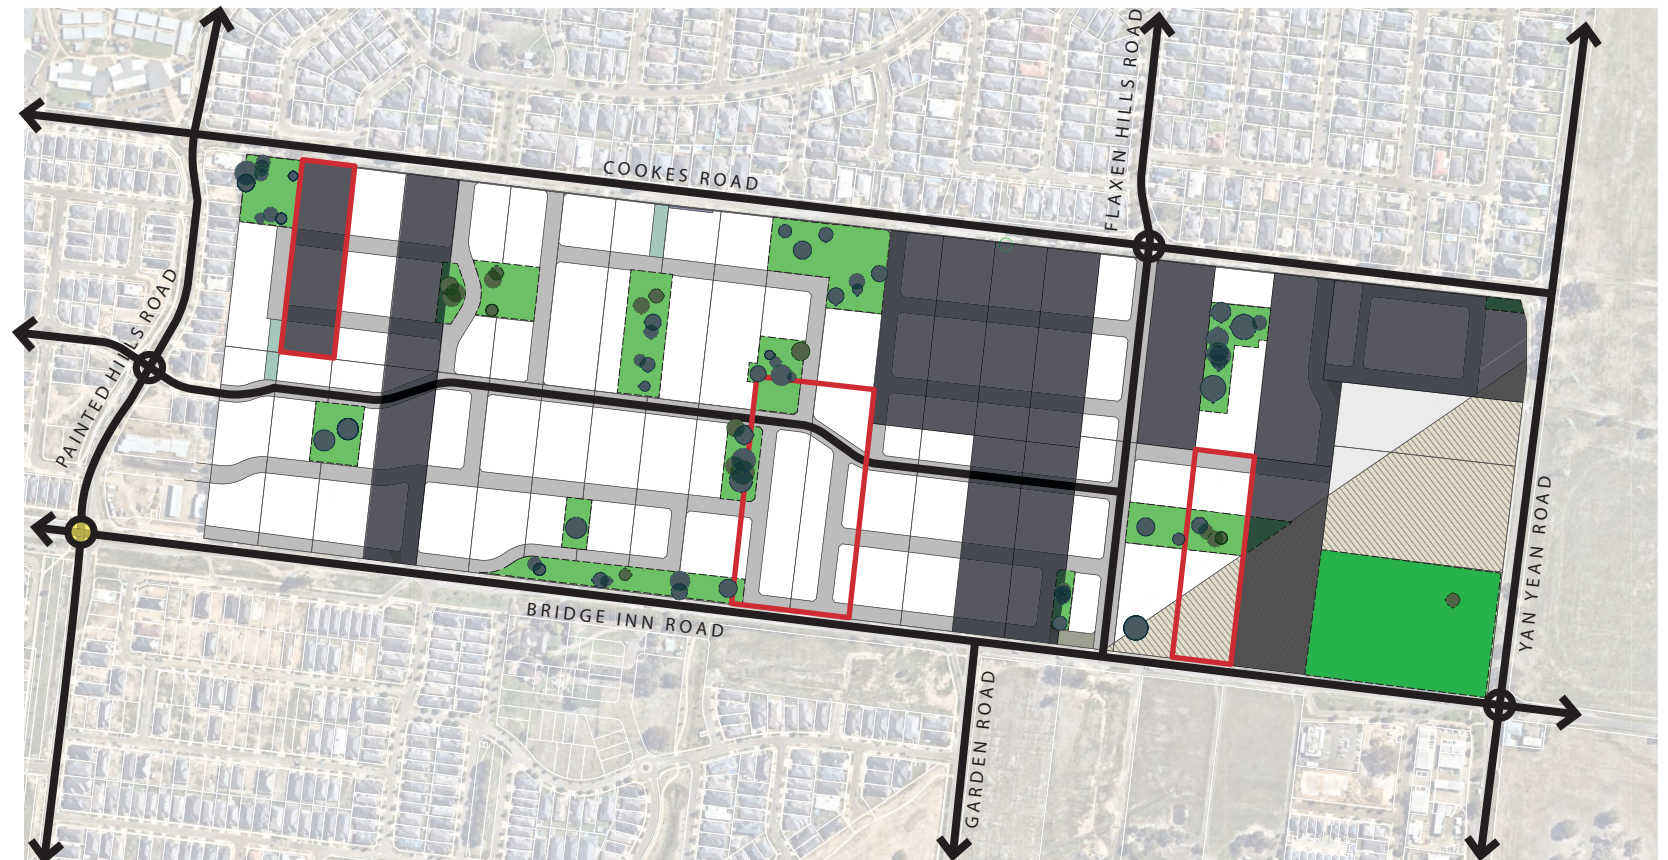 FLAXEN HILLS ROAD
COOKES ROAD
PAINTED HILLS ROAD
YAN YEAN ROAD
BRIDGE INN ROAD
GARDEN ROAD